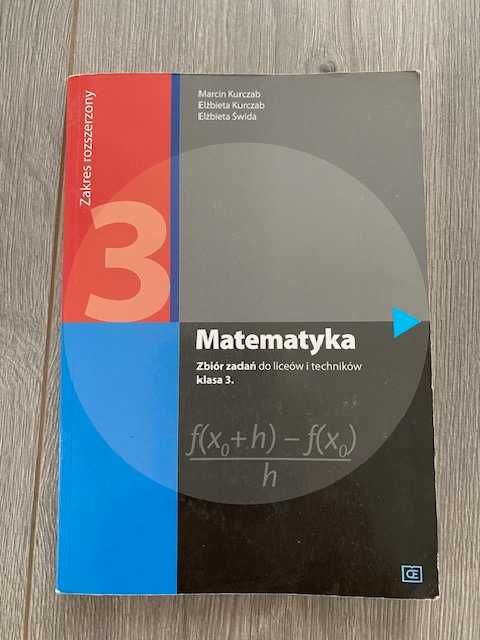 Zakres rozszerzony
3
Marcin Kurczab
Elżbieta Kurczab
Elżbieta Świda
Matematyka
Zbiór zadań do liceów i techników
klasa 3.
f(x₀+h) – f(x₀)
h
OE